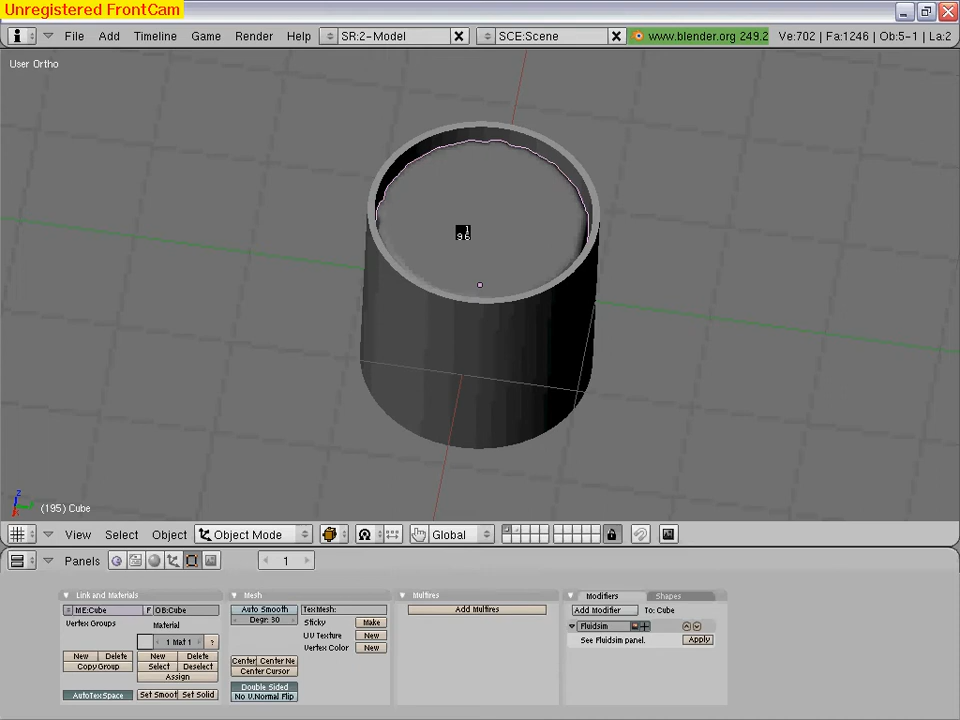 Unregistered FrontCam
File Add Timeline Game Render Help SR:2-Model SCE:Scene www.blender.org 249.2 Ve:702 | Fa:1246 | Ob:5-1 | La:2
User Ortho
1
96
z
(195) Cube
View Select Object Object Mode Global
Panels 1
Link and Materials Mesh Multires Modifiers Shapes
ME:Cube F OB:Cube Auto Smooth TexMesh: Add Multires Add Modifier To: Cube
Vertex Groups Material Degr: 30 Sticky Make Fluidsim
1 Mat 1 ? UV Texture New See Fluidsim panel. Apply
Vertex Color New
New Delete New Delete Center Center Ne
Copy Group Select Deselect Center Cursor
Assign
AutoTexSpace Set Smoot Set Solid Double Sided
No V.Normal Flip